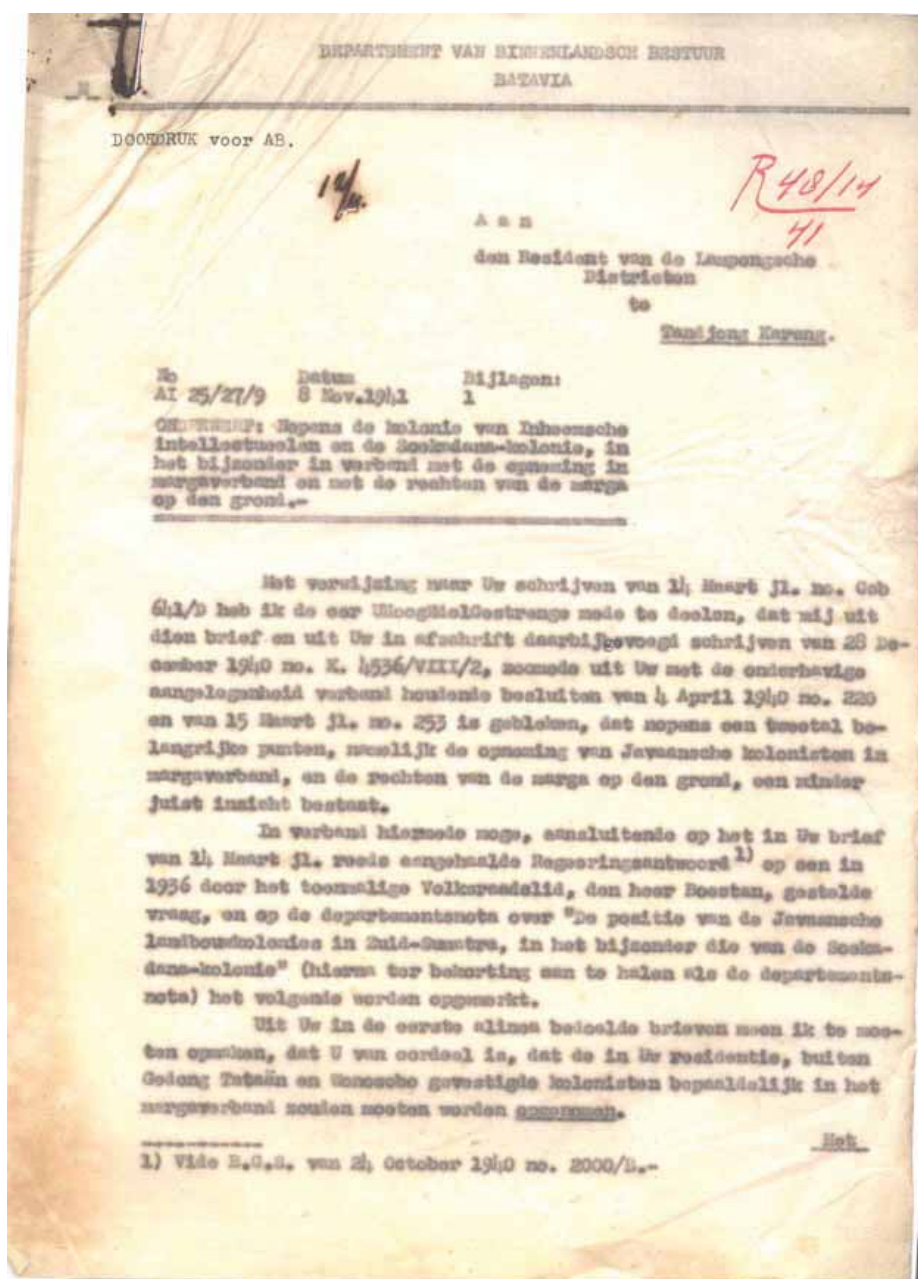 DEPARTEMENT VAN BINNENLANDSCH BESTUUR
BATAVIA
DOORDRUK voor AB.
12/11.
R 48/14
41
A a n
den Resident van de Lampongsche
Districten
te
Tandjong Karang.
No Datum Bijlagen:
AI 25/27/9 8 Nov.1941 1
ONDERWERP: Nopens de kolonie van Inheemsche
intellectueelen en de Soekadana-kolonie, in
het bijzonder in verband met de opneming in
margaverband en met de rechten van de marga
op den grond.-
Met verwijzing naar Uw schrijven van 14 Maart jl. no. Geb
641/D heb ik de eer UHoogEdelGestrenge mede te deelen, dat mij uit
dien brief en uit Uw in afschrift daarbijgevoegd schrijven van 28 De-
cember 1940 no. K. 4536/VIII/2, zoomede uit Uw met de onderhavige
aangelegenheid verband houdende besluiten van 4 April 1940 no. 220
en van 15 Maart jl. no. 253 is gebleken, dat nopens een tweetal be-
langrijke punten, namelijk de opneming van Javaansche kolonisten in
margaverband, en de rechten van de marga op den grond, een minder
juist inzicht bestaat.
In verband hiermede moge, aansluitende op het in Uw brief
van 14 Maart jl. reeds aangehaalde Regeeringsantwoord 1) op een in
1936 door het toenmalige Volksraadslid, den heer Roestan, gestelde
vraag, en op de departementsnota over "De positie van de Javaansche
landbouwkolonies in Zuid-Sumatra, in het bijzonder die van de Soeka-
dana-kolonie" (hierna ter bekorting aan te halen als de departements-
nota) het volgende worden opgemerkt.
Uit Uw in de eerste alinea bedoelde brieven meen ik te moe-
ten opmaken, dat U van oordeel is, dat de in Uw residentie, buiten
Gedong Tataän en Wonosobo gevestigde kolonisten bepaaldelijk in het
margaverband zouden moeten worden opgenomen.
Het
1) Vide B.G.S. van 24 October 1940 no. 2000/B.-